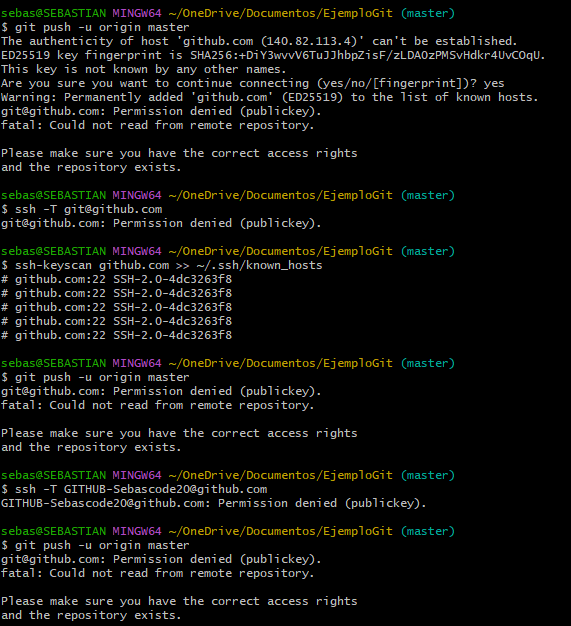 sebas@SEBASTIAN MINGW64 ~/OneDrive/Documentos/EjemploGit (master)
$ git push -u origin master
The authenticity of host 'github.com (140.82.113.4)' can't be established.
ED25519 key fingerprint is SHA256:+DiY3wvvV6TuJJhbpZisF/zLDA0zPMSvHdkr4UvCOqU.
This key is not known by any other names.
Are you sure you want to continue connecting (yes/no/[fingerprint])? yes
Warning: Permanently added 'github.com' (ED25519) to the list of known hosts.
git@github.com: Permission denied (publickey).
fatal: Could not read from remote repository.

Please make sure you have the correct access rights
and the repository exists.

sebas@SEBASTIAN MINGW64 ~/OneDrive/Documentos/EjemploGit (master)
$ ssh -T git@github.com
git@github.com: Permission denied (publickey).

sebas@SEBASTIAN MINGW64 ~/OneDrive/Documentos/EjemploGit (master)
$ ssh-keyscan github.com >> ~/.ssh/known_hosts
# github.com:22 SSH-2.0-4dc3263f8
# github.com:22 SSH-2.0-4dc3263f8
# github.com:22 SSH-2.0-4dc3263f8
# github.com:22 SSH-2.0-4dc3263f8
# github.com:22 SSH-2.0-4dc3263f8

sebas@SEBASTIAN MINGW64 ~/OneDrive/Documentos/EjemploGit (master)
$ git push -u origin master
git@github.com: Permission denied (publickey).
fatal: Could not read from remote repository.

Please make sure you have the correct access rights
and the repository exists.

sebas@SEBASTIAN MINGW64 ~/OneDrive/Documentos/EjemploGit (master)
$ ssh -T GITHUB-Sebascode20@github.com
GITHUB-Sebascode20@github.com: Permission denied (publickey).

sebas@SEBASTIAN MINGW64 ~/OneDrive/Documentos/EjemploGit (master)
$ git push -u origin master
git@github.com: Permission denied (publickey).
fatal: Could not read from remote repository.

Please make sure you have the correct access rights
and the repository exists.